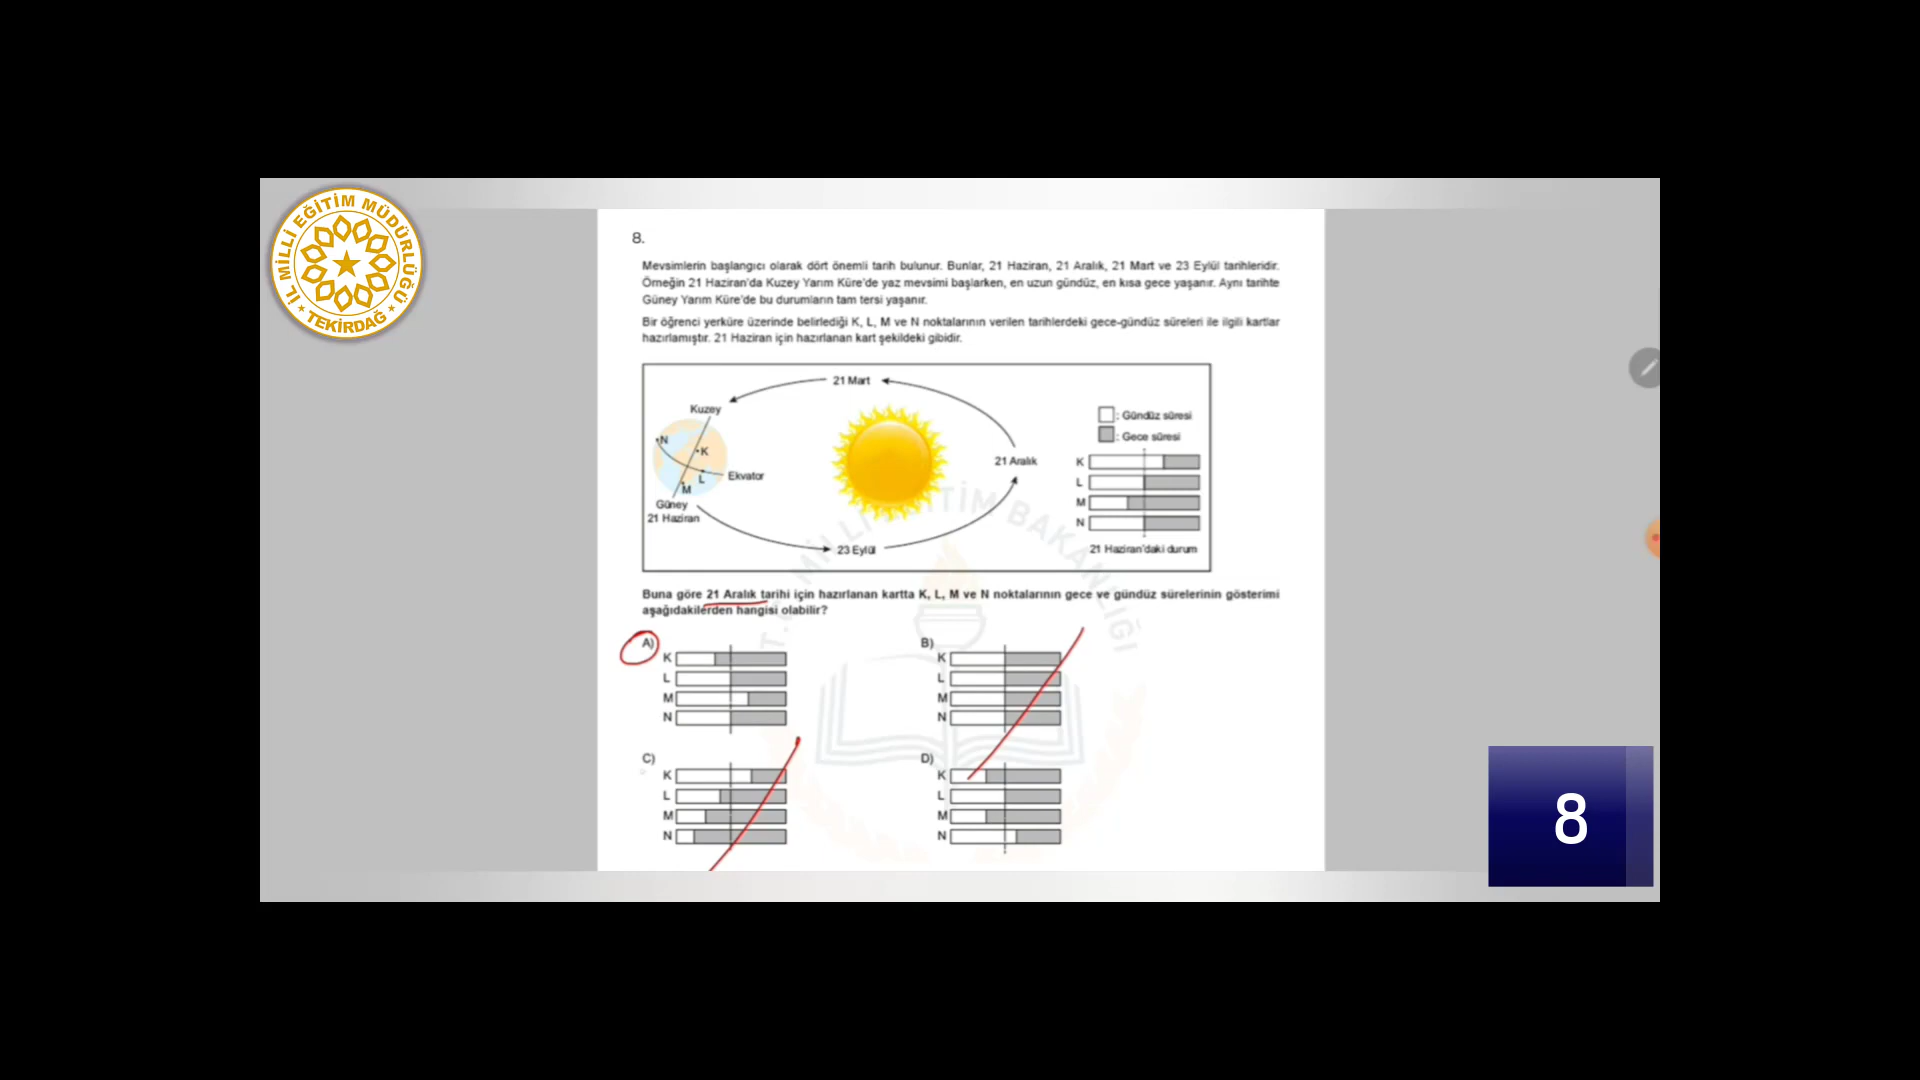 İL MİLLİ EĞİTİM MÜDÜRLÜĞÜ
TEKİRDAĞ
8.
Mevsimlerin başlangıcı olarak dört önemli tarih bulunur. Bunlar, 21 Haziran, 21 Aralık, 21 Mart ve 23 Eylül tarihleridir.
Örneğin 21 Haziran'da Kuzey Yarım Küre'de yaz mevsimi başlarken, en uzun gündüz, en kısa gece yaşanır. Aynı tarihte
Güney Yarım Küre'de bu durumların tam tersi yaşanır.
Bir öğrenci yerküre üzerinde belirlediği K, L, M ve N noktalarının verilen tarihlerdeki gece-gündüz süreleri ile ilgili kartlar
hazırlamıştır. 21 Haziran için hazırlanan kart şekildeki gibidir.
21 Mart
Kuzey
N
K
L
Ekvator
M
Güney
21 Haziran
23 Eylül
21 Aralık
: Gündüz süresi
: Gece süresi
K
L
M
N
21 Haziran'daki durum
T.C. MİLLİ EĞİTİM BAKANLIĞI
Buna göre 21 Aralık tarihi için hazırlanan kartta K, L, M ve N noktalarının gece ve gündüz sürelerinin gösterimi
aşağıdakilerden hangisi olabilir?
A)
K
L
M
N
B)
K
L
M
N
C)
K
L
M
N
D)
K
L
M
N
8